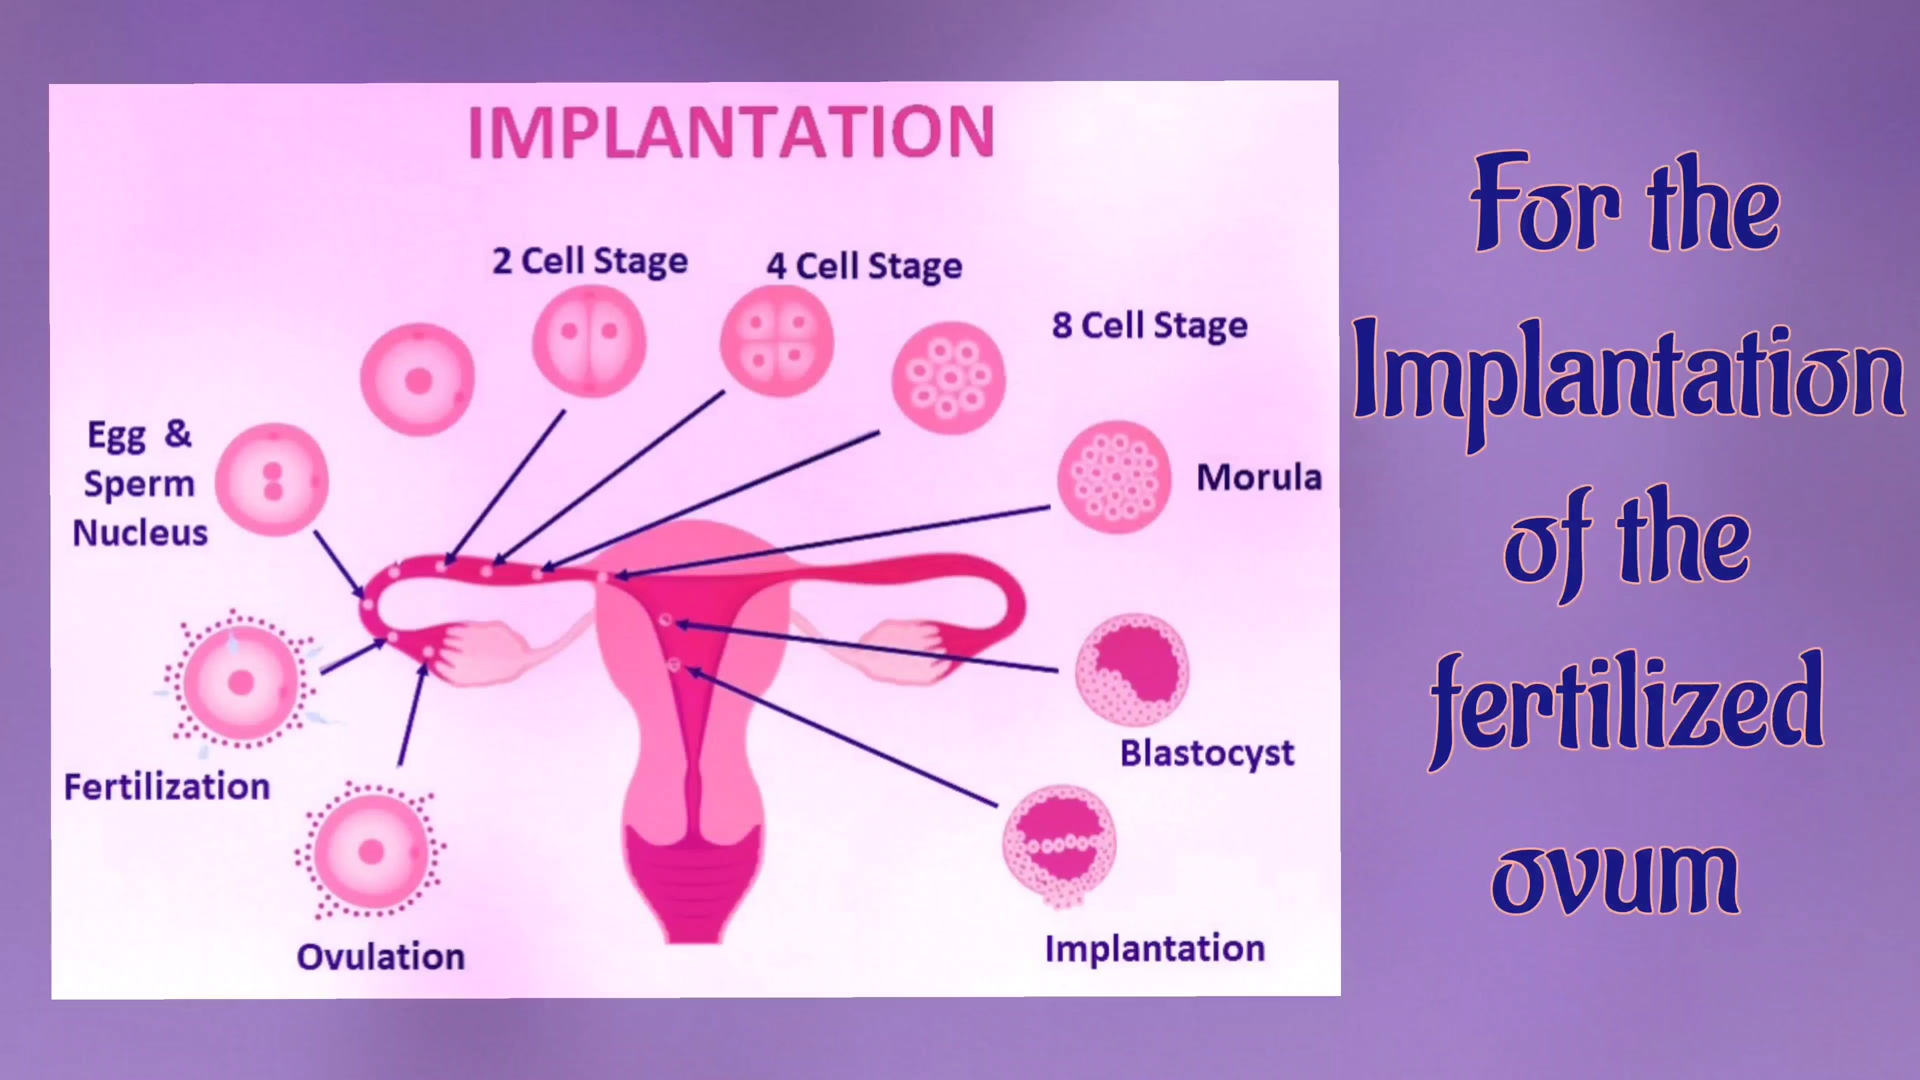 IMPLANTATION
2 Cell Stage
4 Cell Stage
8 Cell Stage
Egg &
Sperm
Nucleus
Morula
Fertilization
Blastocyst
Ovulation
Implantation
For the
Implantation
of the
fertilized
ovum